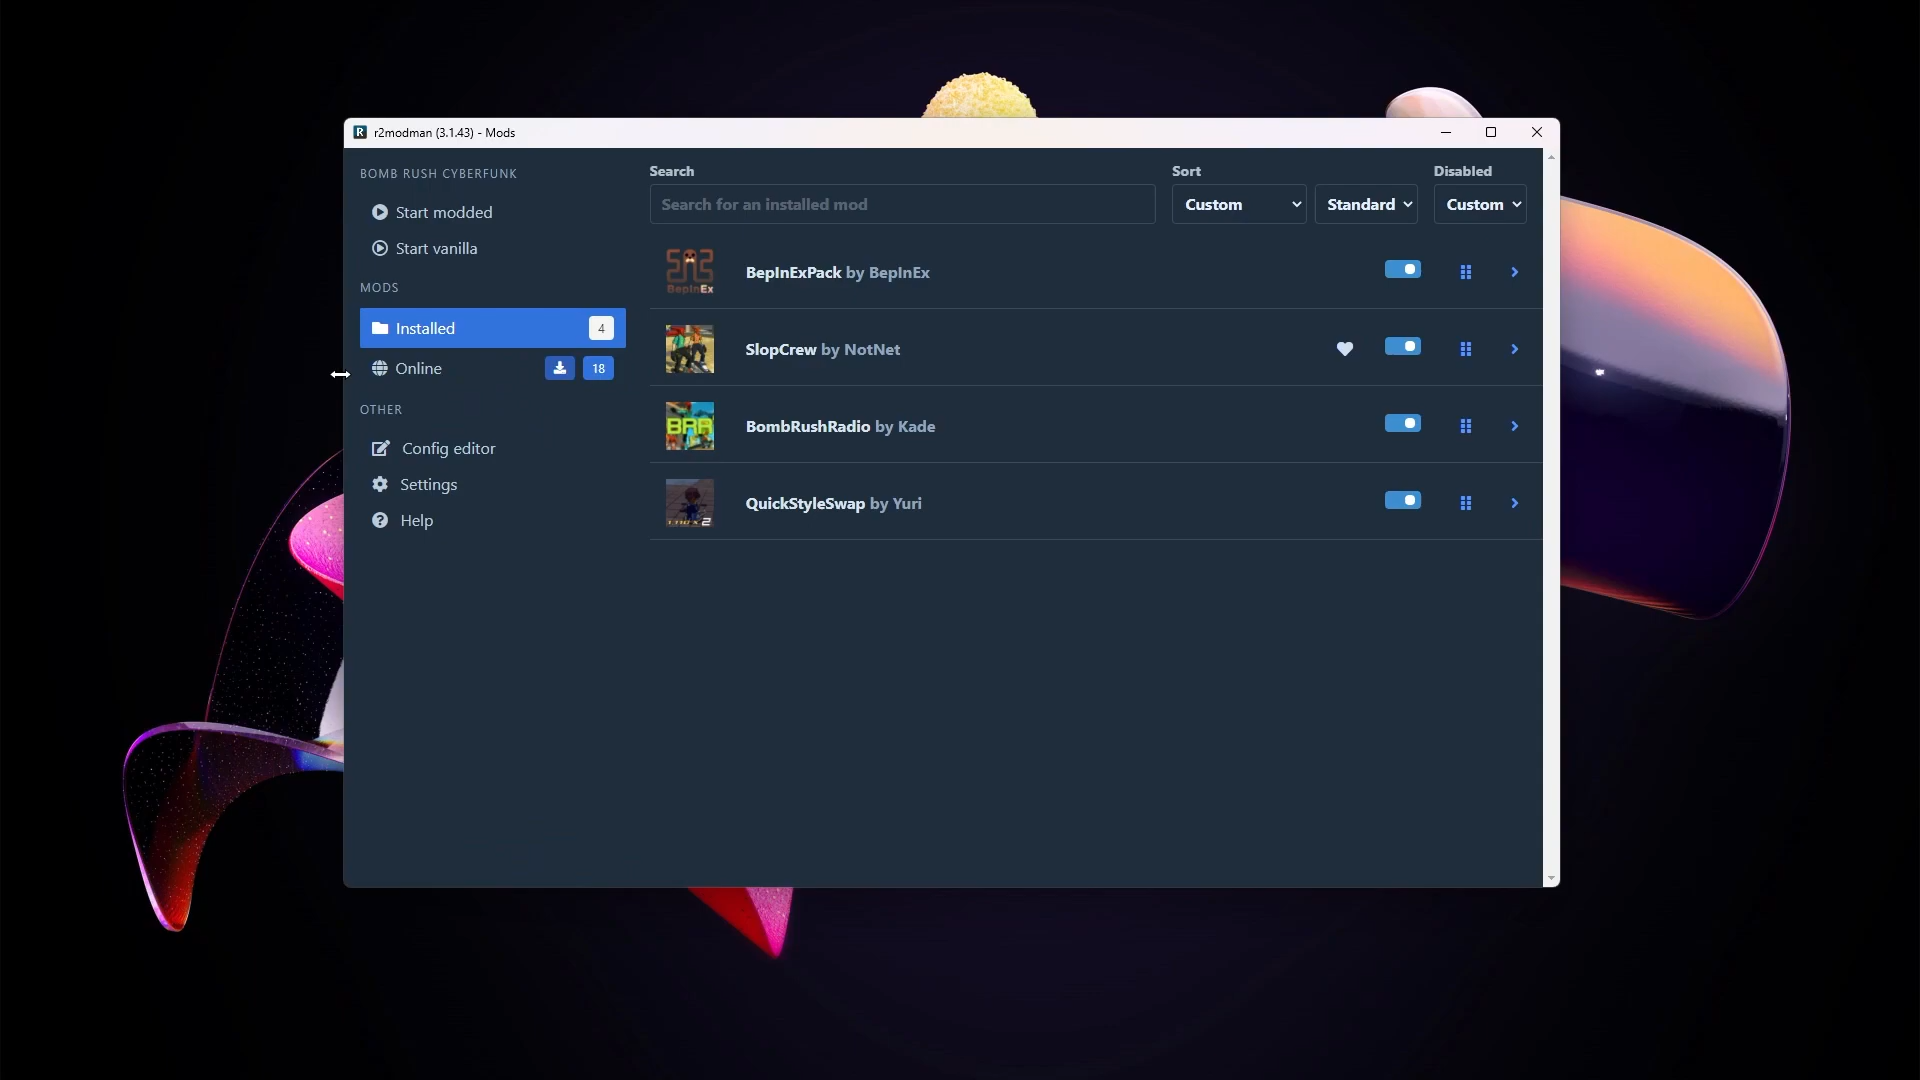 r2modman (3.1.43) - Mods
BOMB RUSH CYBERFUNK
Start modded
Start vanilla
MODS
Installed 4
Online 18
OTHER
Config editor
Settings
Help
Search
Search for an installed mod
Sort
Custom
Standard
Disabled
Custom
BepInEx
BepInExPack by BepInEx
SlopCrew by NotNet
BRR
BombRushRadio by Kade
QuickStyleSwap by Yuri